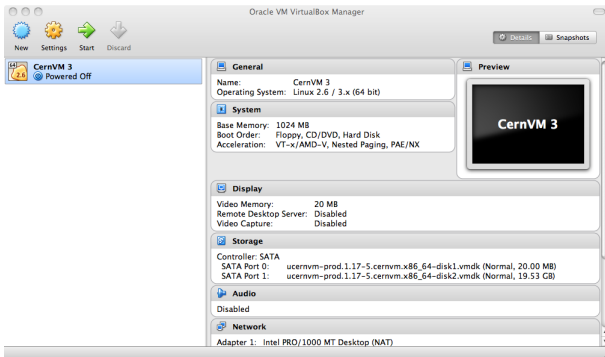 Oracle VM VirtualBox Manager
New Settings Start Discard
Details Snapshots
64 2.6
CernVM 3
Powered Off
General
Name: CernVM 3
Operating System: Linux 2.6 / 3.x (64 bit)
System
Base Memory: 1024 MB
Boot Order: Floppy, CD/DVD, Hard Disk
Acceleration: VT-x/AMD-V, Nested Paging, PAE/NX
Preview
CernVM 3
Display
Video Memory: 20 MB
Remote Desktop Server: Disabled
Video Capture: Disabled
Storage
Controller: SATA
SATA Port 0: ucernvm-prod.1.17-5.cernvm.x86_64-disk1.vmdk (Normal, 20.00 MB)
SATA Port 1: ucernvm-prod.1.17-5.cernvm.x86_64-disk2.vmdk (Normal, 19.53 GB)
Audio
Disabled
Network
Adapter 1: Intel PRO/1000 MT Desktop (NAT)